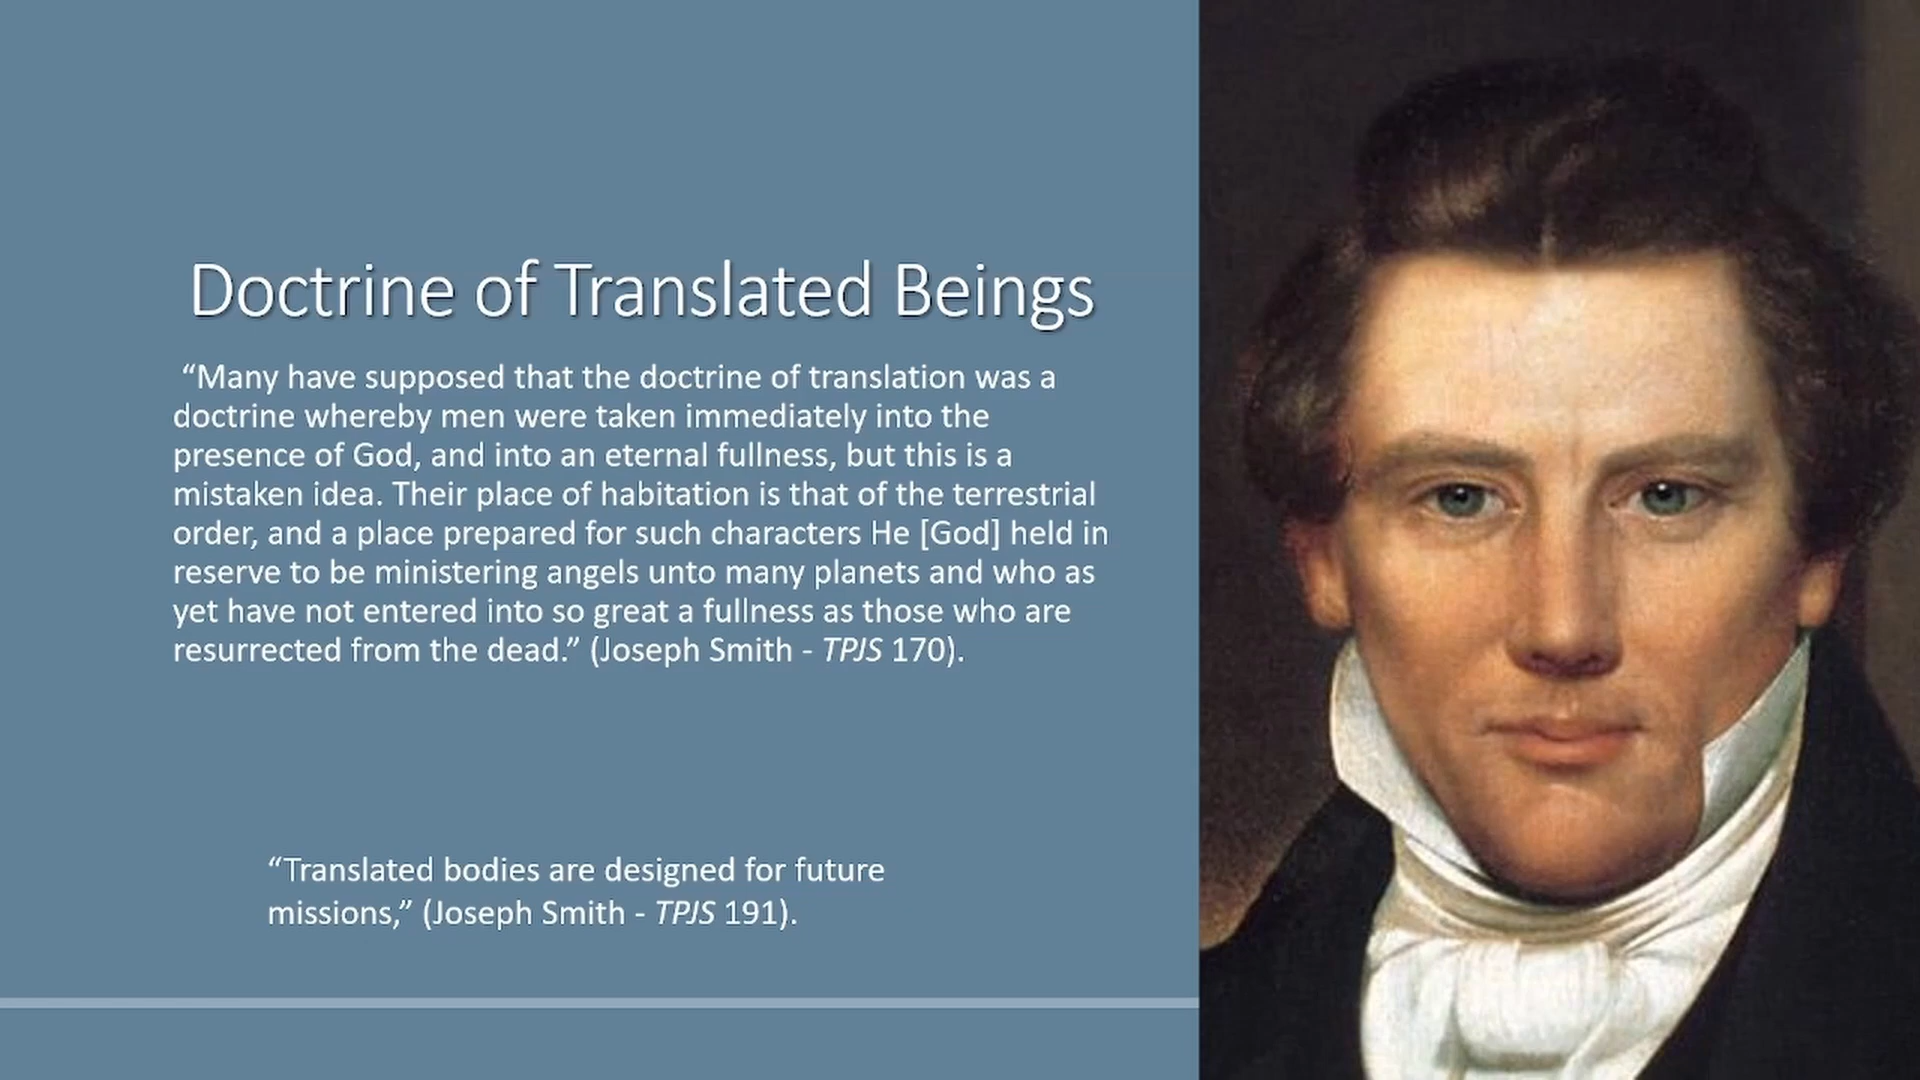 Doctrine of Translated Beings
“Many have supposed that the doctrine of translation was a
doctrine whereby men were taken immediately into the
presence of God, and into an eternal fullness, but this is a
mistaken idea. Their place of habitation is that of the terrestrial
order, and a place prepared for such characters He [God] held in
reserve to be ministering angels unto many planets and who as
yet have not entered into so great a fullness as those who are
resurrected from the dead.” (Joseph Smith - TPJS 170).
“Translated bodies are designed for future
missions,” (Joseph Smith - TPJS 191).